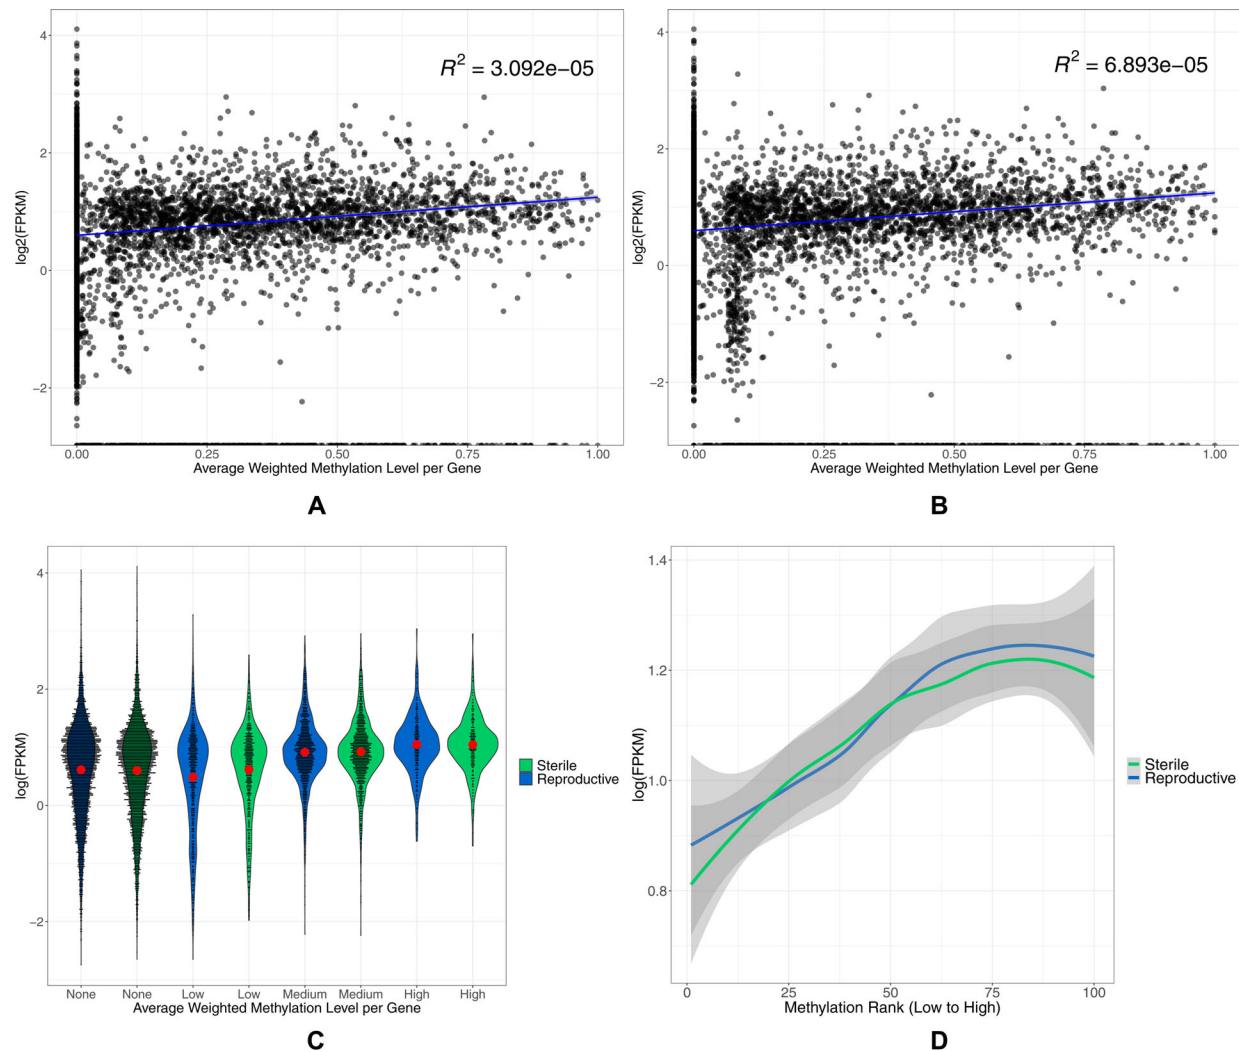 R² = 3.092e−05
log2(FPKM)
4
2
0
−2
0.00 0.25 0.50 0.75 1.00
Average Weighted Methylation Level per Gene
A
R² = 6.893e−05
log2(FPKM)
4
2
0
−2
0.00 0.25 0.50 0.75 1.00
Average Weighted Methylation Level per Gene
B
log(FPKM)
4
2
0
−2
None None Low Low Medium Medium High High
Average Weighted Methylation Level per Gene
Sterile
Reproductive
C
log(FPKM)
1.4
1.2
1.0
0.8
0 25 50 75 100
Methylation Rank (Low to High)
Sterile
Reproductive
D